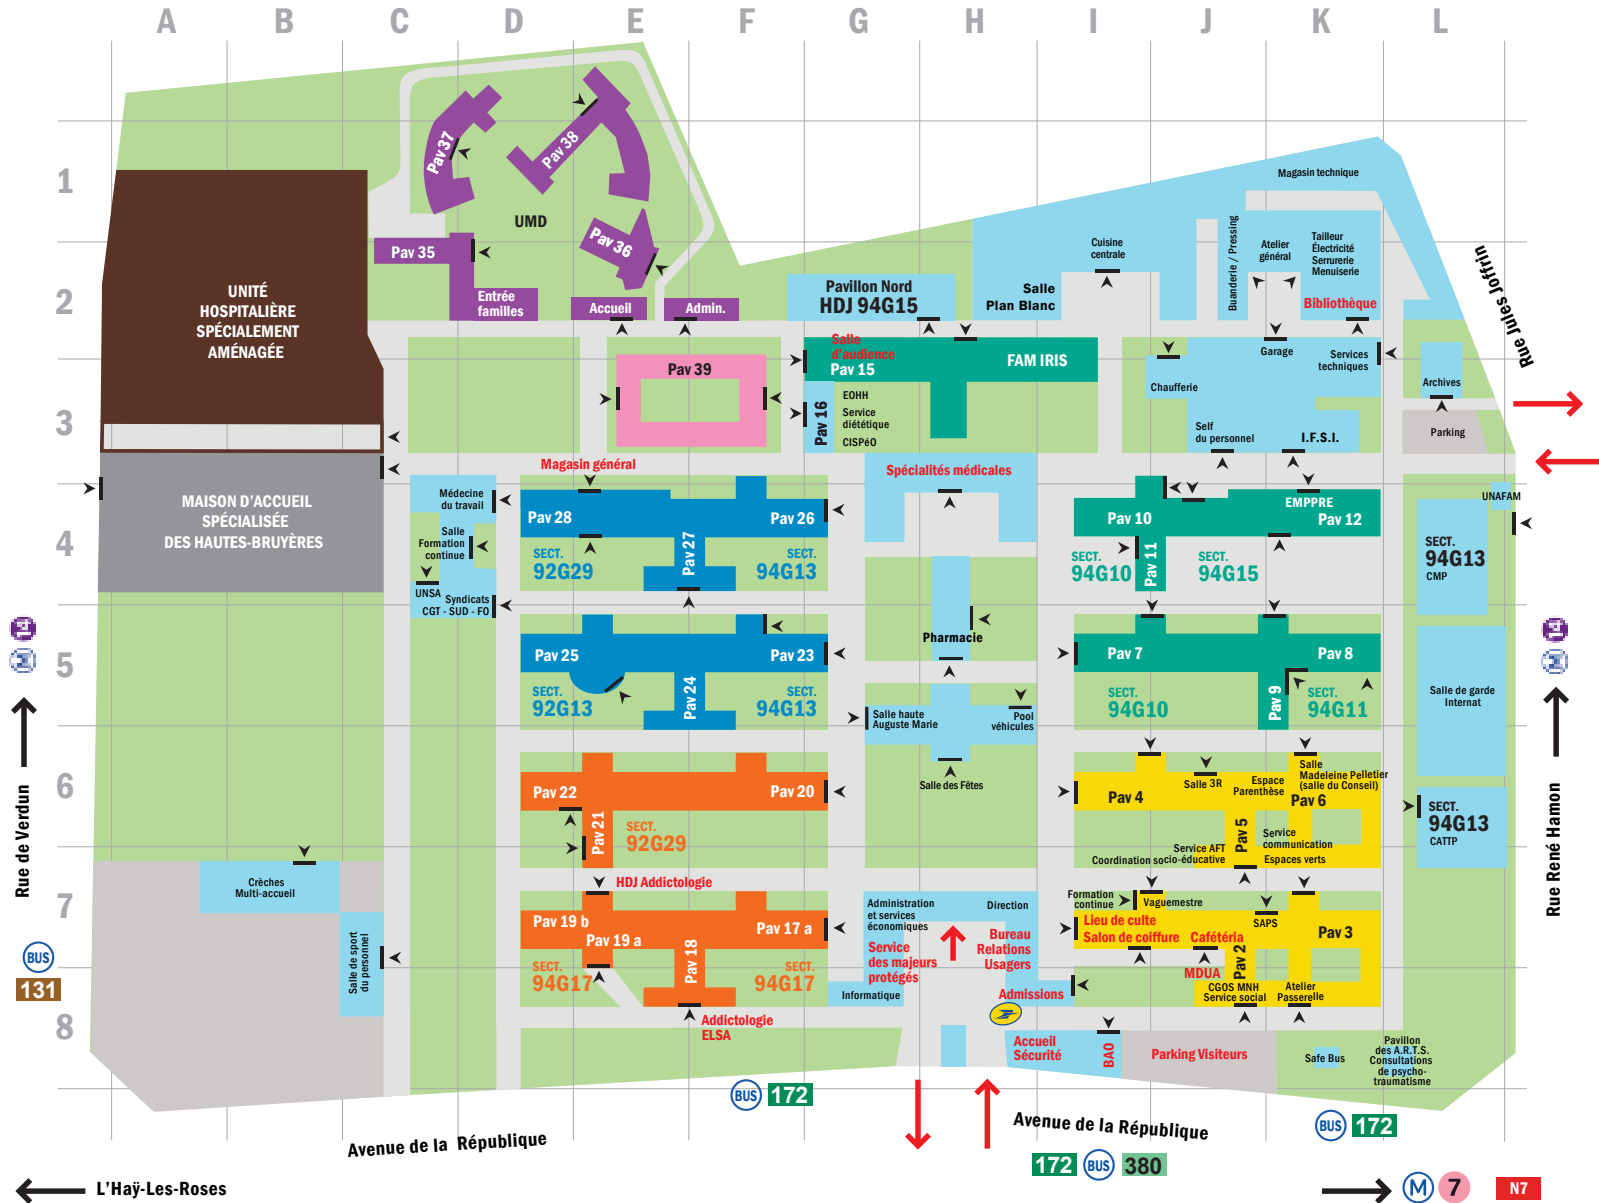 A B C D E F G H I J K L
1
2
3
4
5
6
7
8
Pav 37
Pav 38
UMD
Pav 36
Pav 35
Entrée
familles
Accueil
Admin.
UNITÉ
HOSPITALIÈRE
SPÉCIALEMENT
AMÉNAGÉE
Pavillon Nord
HDJ 94G15
Salle
Plan Blanc
Cuisine
centrale
Magasin technique
Buanderie / Pressing
Atelier
général
Tailleur
Électricité
Serrurerie
Menuiserie
Bibliothèque
Rue Jules Joffrin
Pav 39
Salle
d'audience
Pav 15
FAM IRIS
Pav 16
EOHH
Service
diététique
CISPéO
Garage
Services
techniques
Chaufferie
Self
du personnel
I.F.S.I.
Archives
Parking
MAISON D'ACCUEIL
SPÉCIALISÉE
DES HAUTES-BRUYÈRES
Magasin général
Spécialités médicales
Médecine
du travail
Salle
Formation
continue
UNSA
Syndicats
CGT - SUD - FO
Pav 28
Pav 26
Pav 27
SECT.
92G29
SECT.
94G13
Pav 10
EMPPRE
Pav 12
Pav 11
SECT.
94G10
SECT.
94G15
UNAFAM
SECT.
94G13
CMP
Pav 25
Pav 23
Pav 24
SECT.
92G13
SECT.
94G13
Pharmacie
Pav 7
Pav 8
Pav 9
SECT.
94G10
SECT.
94G11
Salle de garde
Internat
Salle haute
Auguste Marie
Pool
véhicules
Salle des Fêtes
14
M
14
M
Rue de Verdun
Rue René Hamon
Pav 22
Pav 20
Pav 21
SECT.
92G29
Pav 4
Salle 3R
Espace
Parenthèse
Salle
Madeleine Pelletier
(salle du Conseil)
Pav 6
Pav 5
Service
communication
Service AFT
Coordination socio-éducative
Espaces verts
SECT.
94G13
CATTP
Crèches
Multi-accueil
Salle de sport
du personnel
HDJ Addictologie
Pav 19 b
Pav 19 a
Pav 17 a
Pav 18
SECT.
94G17
SECT.
94G17
Addictologie
ELSA
Administration
et services
économiques
Direction
Service
des majeurs
protégés
Bureau
Relations
Usagers
Informatique
Admissions
Formation
continue
Vaguemestre
Lieu de culte
Salon de coiffure
Cafétéria
SAPS
Pav 3
Pav 2
MDUA
CGOS MNH
Service social
Atelier
Passerelle
Accueil
Sécurité
BAO
Parking Visiteurs
Safe Bus
Pavillon
des A.R.T.S.
Consultations
de psycho-
traumatisme
BUS
131
BUS 172
BUS 172
Avenue de la République
Avenue de la République
172 BUS 380
L'Haÿ-Les-Roses
M 7 N7